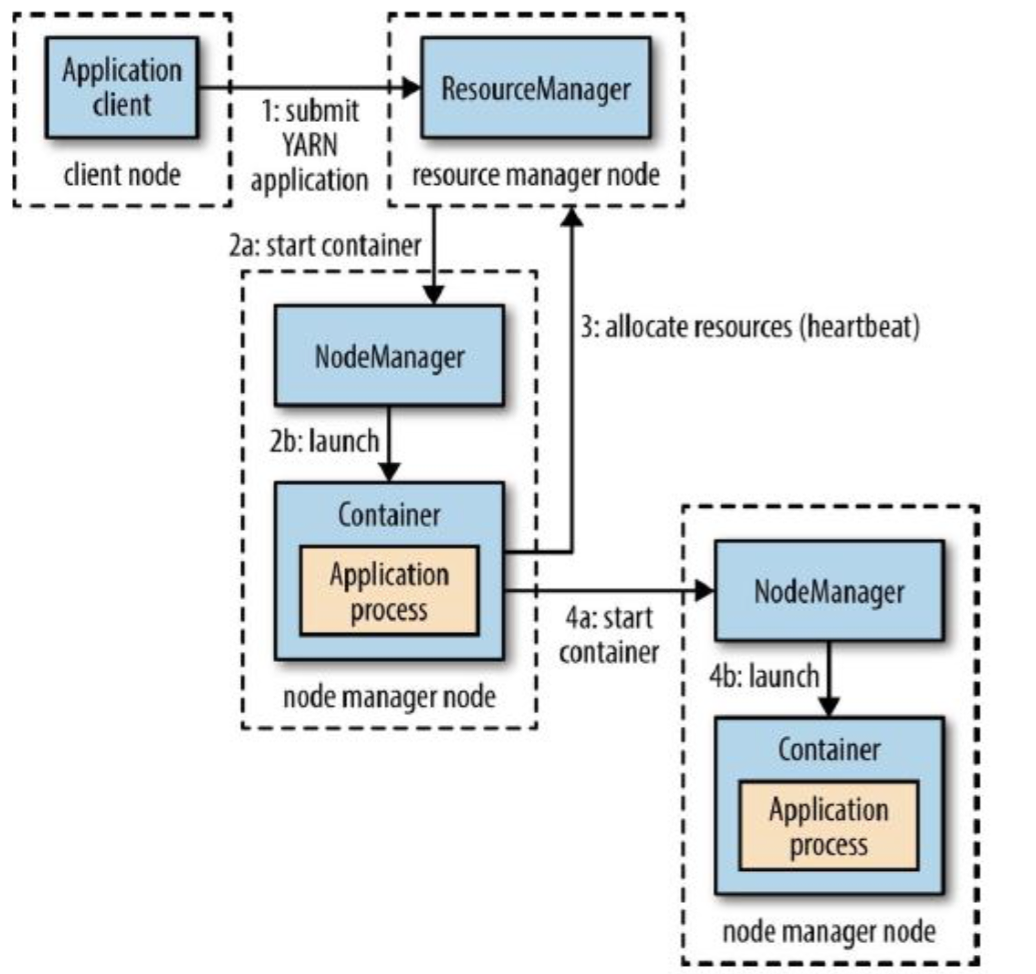 Application
client
client node
1: submit
YARN
application
ResourceManager
resource manager node
2a: start container
NodeManager
2b: launch
Container
Application
process
node manager node
3: allocate resources (heartbeat)
4a: start
container
NodeManager
4b: launch
Container
Application
process
node manager node